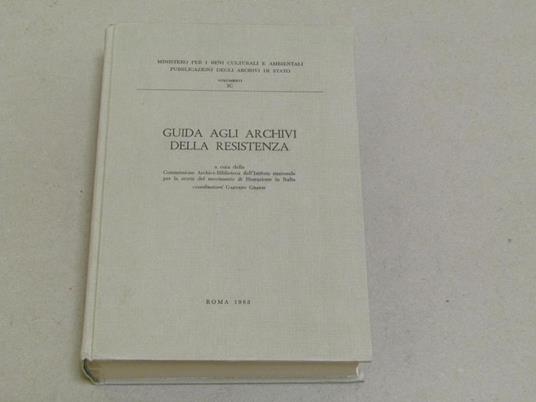 MINISTERO PER I BENI CULTURALI E AMBIENTALI
PUBBLICAZIONI DEGLI ARCHIVI DI STATO
STRUMENTI
XC
GUIDA AGLI ARCHIVI
DELLA RESISTENZA
a cura della
Commissione Archivi-Biblioteca dell'Istituto nazionale
per la storia del movimento di liberazione in Italia
coordinatore GAETANO GRASSI
ROMA 1983